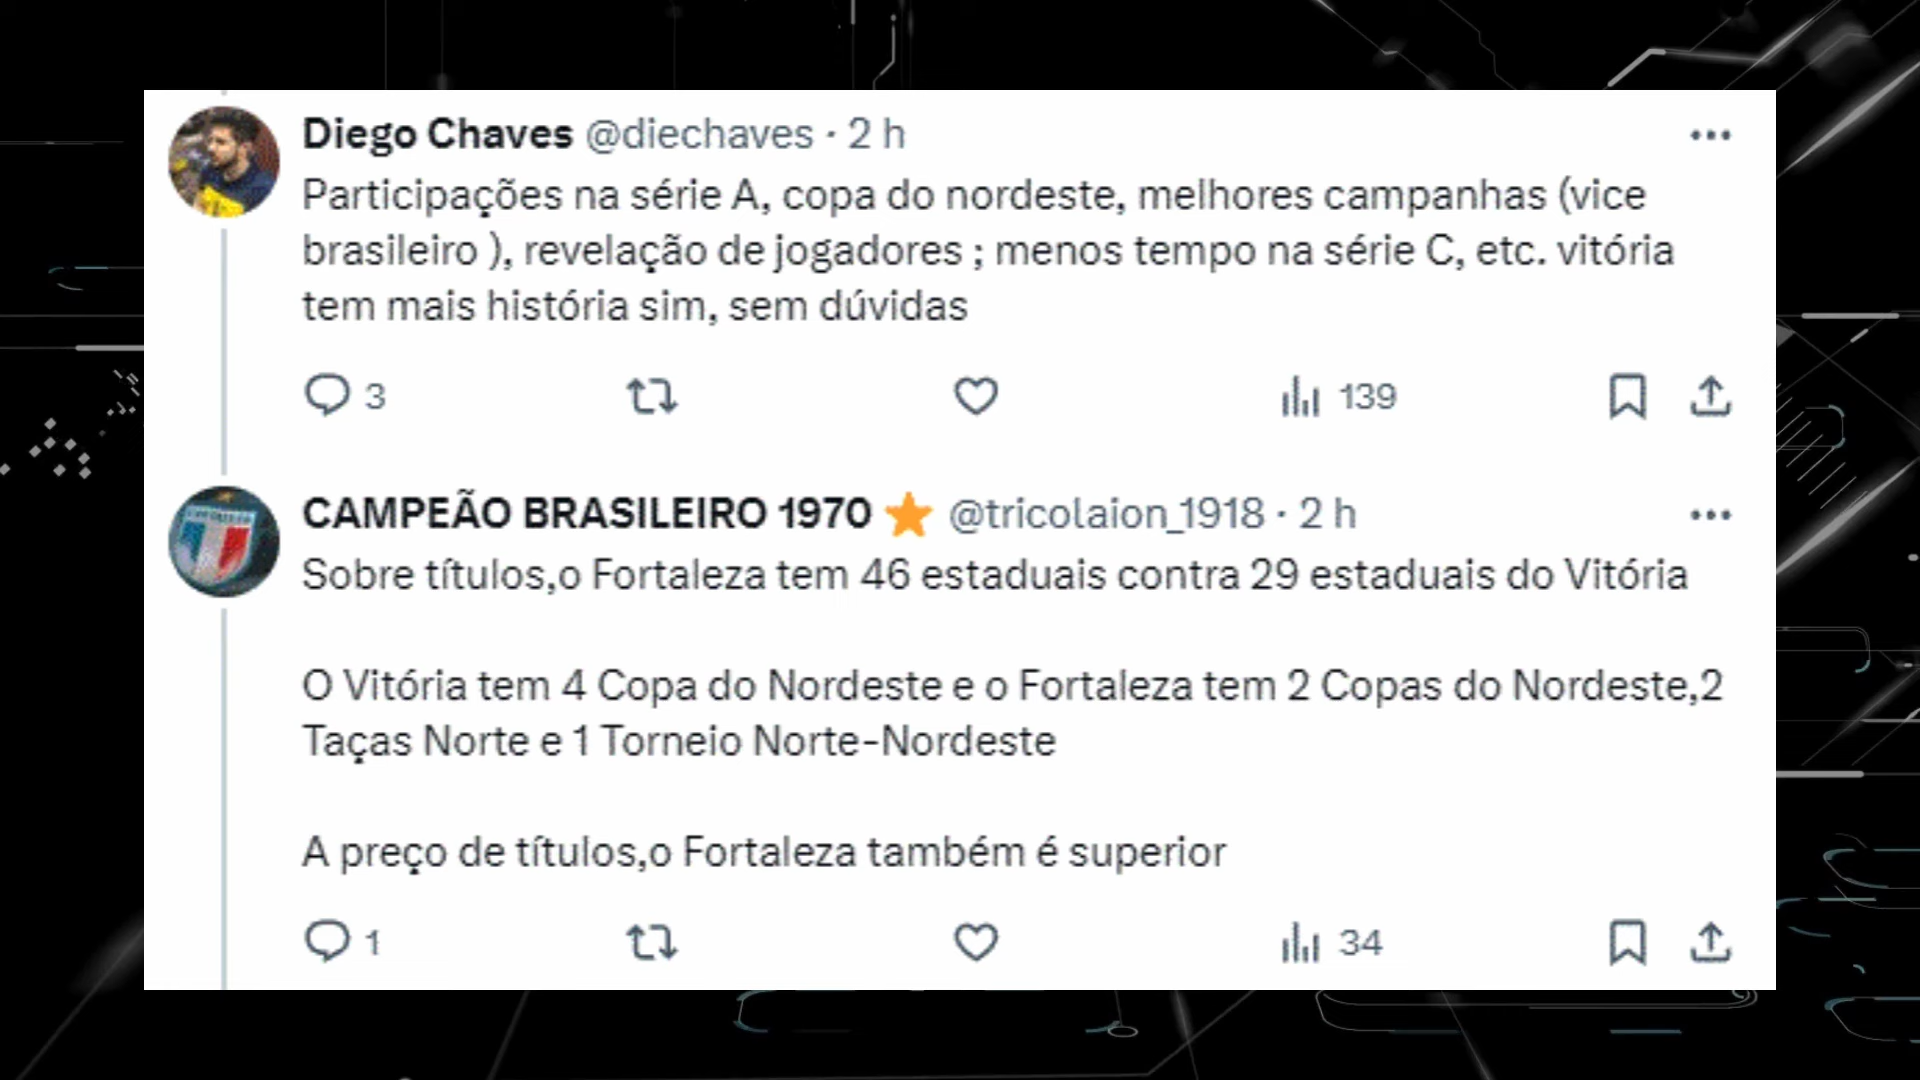 Diego Chaves @diechaves · 2 h
Participações na série A, copa do nordeste, melhores campanhas (vice
brasileiro ), revelação de jogadores ; menos tempo na série C, etc. vitória
tem mais história sim, sem dúvidas
3 139
CAMPEÃO BRASILEIRO 1970 ⭐ @tricolaion_1918 · 2 h
Sobre títulos,o Fortaleza tem 46 estaduais contra 29 estaduais do Vitória
O Vitória tem 4 Copa do Nordeste e o Fortaleza tem 2 Copas do Nordeste,2
Taças Norte e 1 Torneio Norte-Nordeste
A preço de títulos,o Fortaleza também é superior
1 34